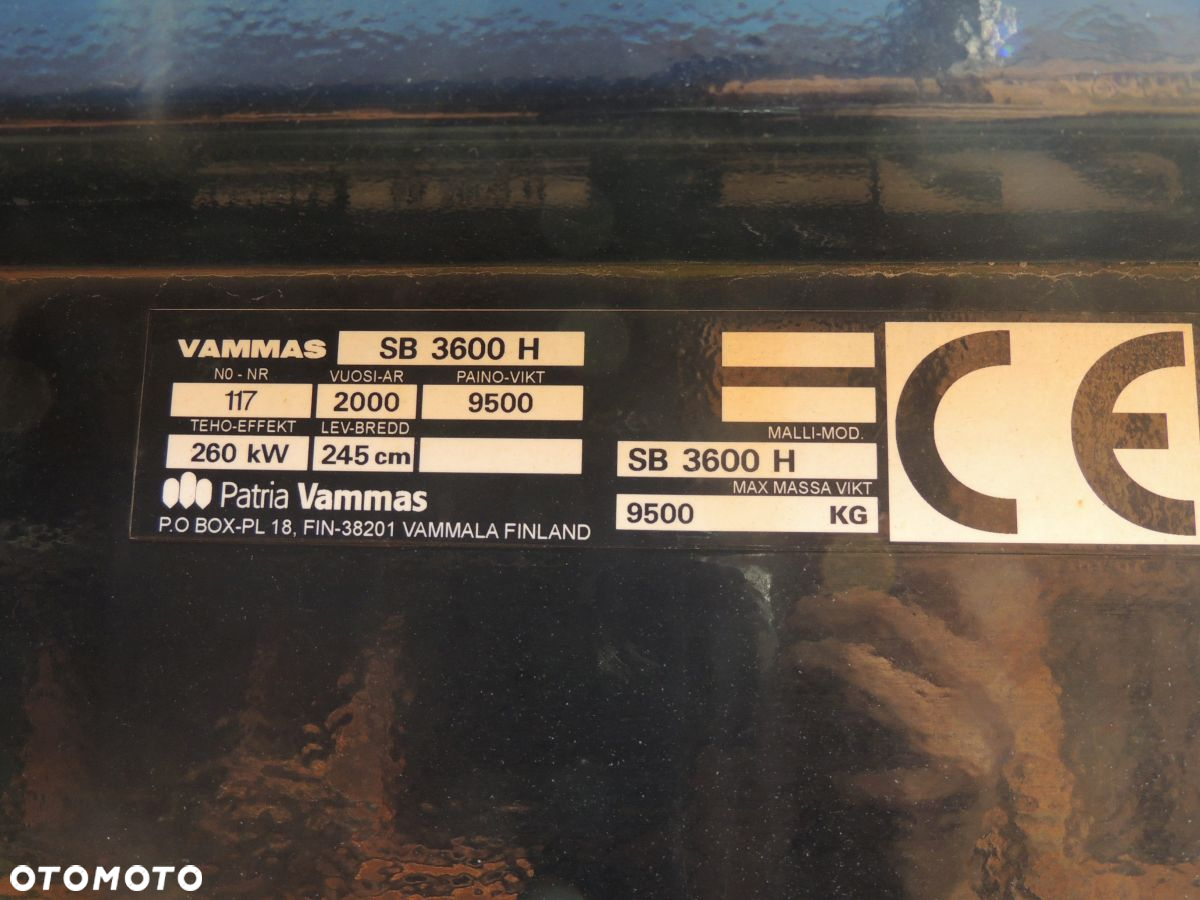 VAMMAS SB 3600 H
N0 - NR VUOSI-AR PAINO-VIKT
117 2000 9500
TEHO-EFFEKT LEV-BREDD
260 kW 245 cm
Patria Vammas
P.O BOX-PL 18, FIN-38201 VAMMALA FINLAND
MALLI-MOD.
SB 3600 H
MAX MASSA VIKT
9500 KG
CE
OTOMOTO